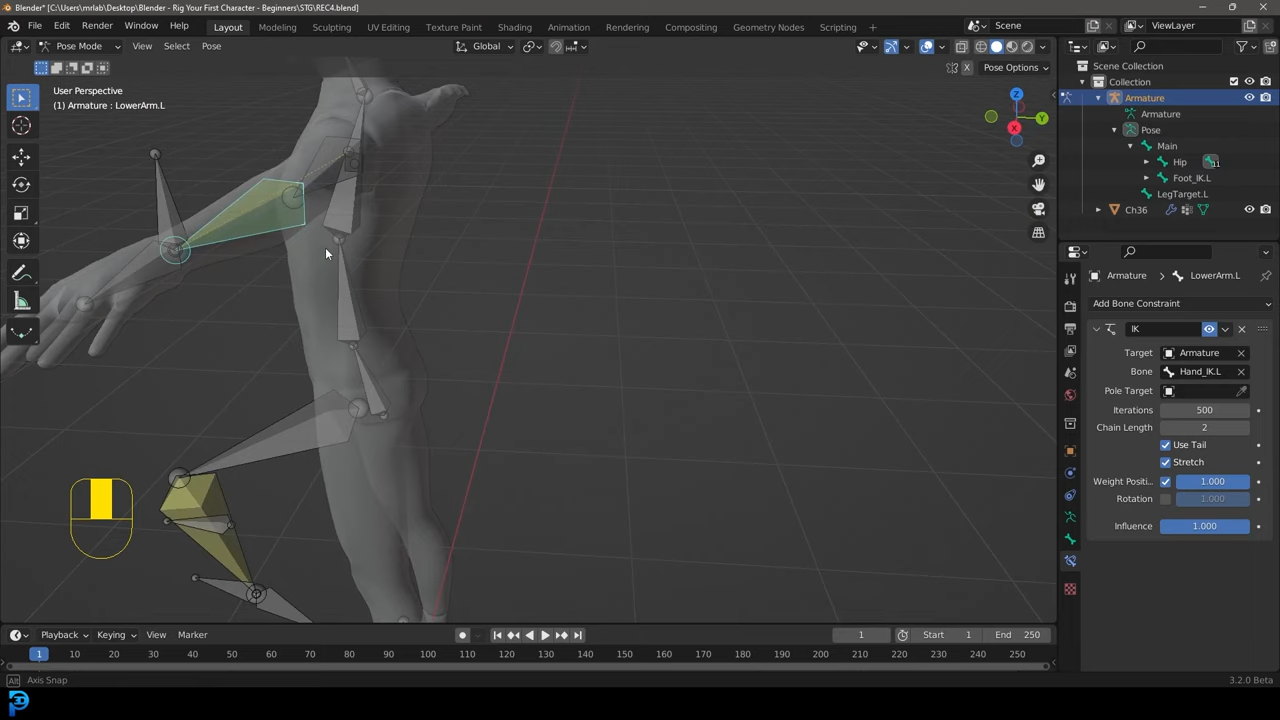 Blender* [C:\Users\mrlab\Desktop\Blender - Rig Your First Character - Beginners\STG\REC4.blend]
File Edit Render Window Help Layout Modeling Sculpting UV Editing Texture Paint Shading Animation Rendering Compositing Geometry Nodes Scripting Scene ViewLayer
Pose Mode View Select Pose Global
X Pose Options
User Perspective
(1) Armature : LowerArm.L
Z
Y
X
Scene Collection
Collection
Armature
Armature
Pose
Main
Hip 11
Foot_IK.L
LegTarget.L
Ch36
Armature > LowerArm.L
Add Bone Constraint
IK
Target Armature
Bone Hand_IK.L
Pole Target
Iterations 500
Chain Length 2
Use Tail
Stretch
Weight Positi... 1.000
Rotation 1.000
Influence 1.000
Playback Keying View Marker 1 Start 1 End 250
1 10 20 30 40 50 60 70 80 90 100 110 120 130 140 150 160 170 180 190 200 210 220 230 240 250
Alt Axis Snap 3.2.0 Beta